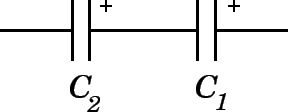 + +
C₂ C₁